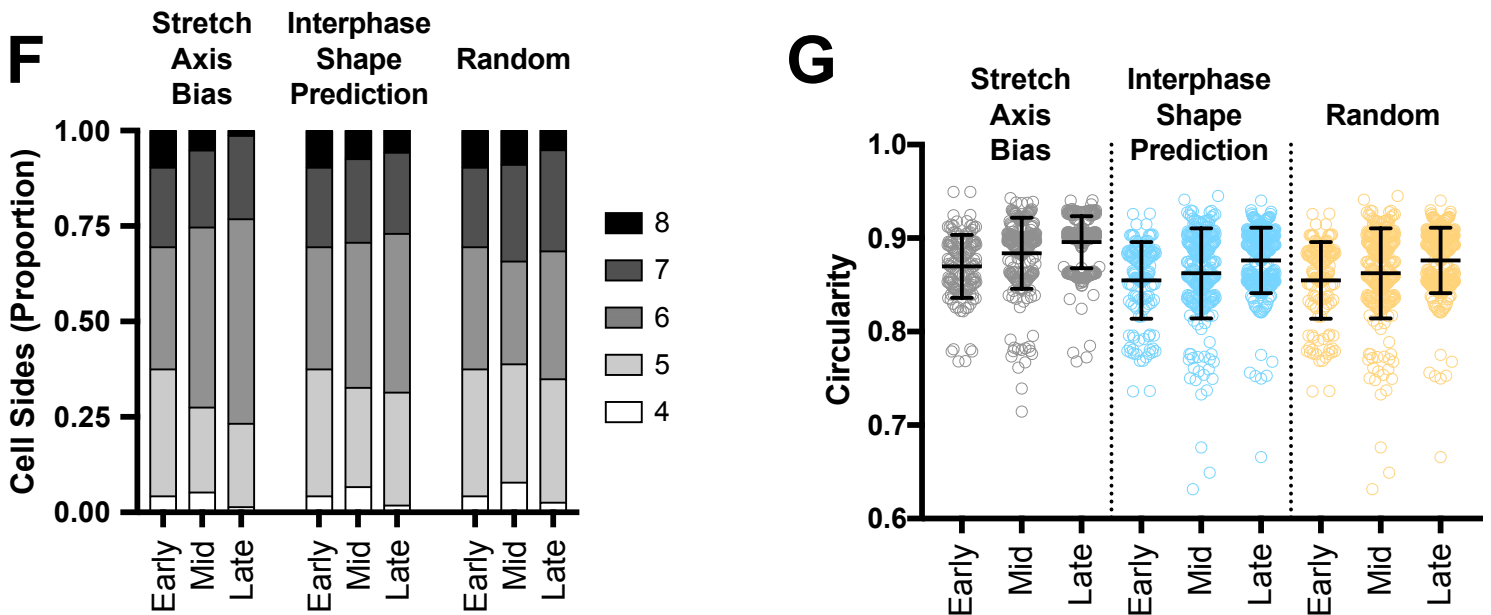 F
Stretch
Axis
Bias
Interphase
Shape
Prediction
Random
Cell Sides (Proportion)
1.00
0.75
0.50
0.25
0.00
Early
Mid
Late
Early
Mid
Late
Early
Mid
Late
8
7
6
5
4
G
Stretch
Axis
Bias
Interphase
Shape
Prediction
Random
Circularity
1.0
0.9
0.8
0.7
0.6
Early
Mid
Late
Early
Mid
Late
Early
Mid
Late